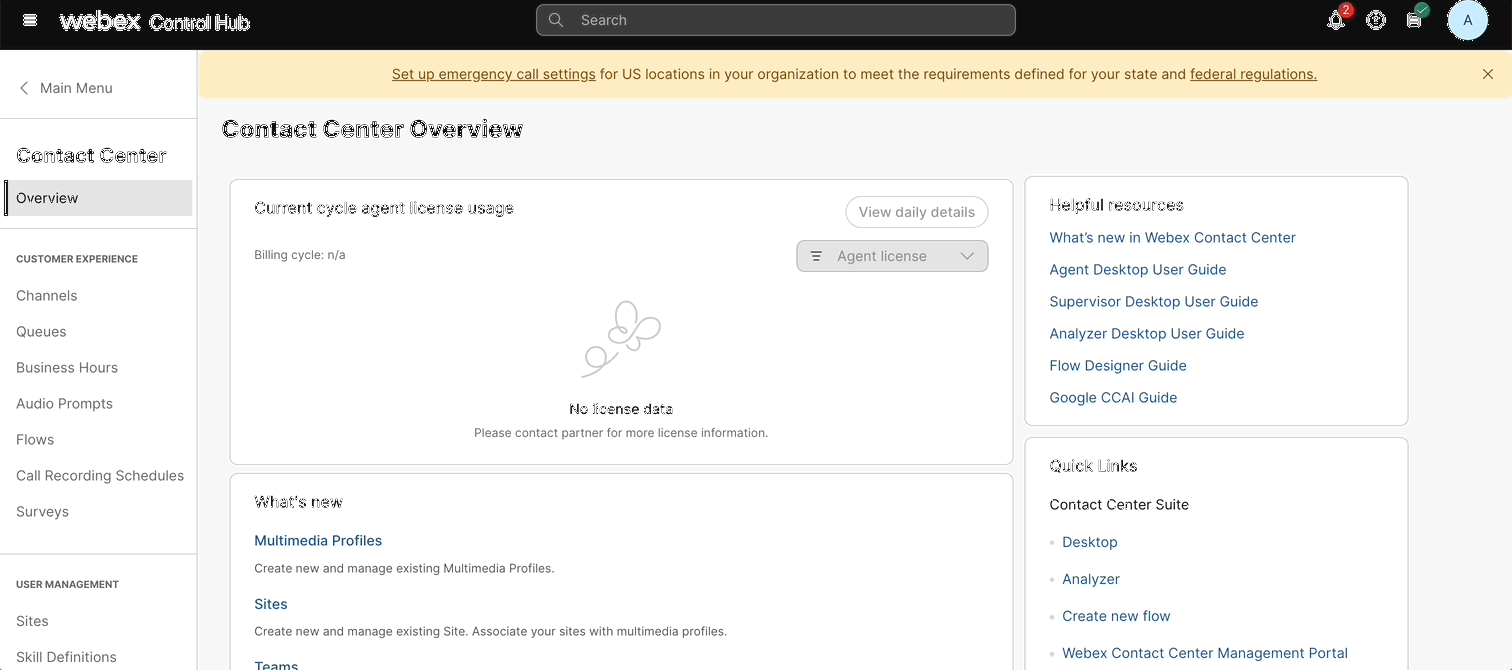 webex Control Hub
Search
2
A
Set up emergency call settings for US locations in your organization to meet the requirements defined for your state and federal regulations.
Main Menu
Contact Center
Overview
CUSTOMER EXPERIENCE
Channels
Queues
Business Hours
Audio Prompts
Flows
Call Recording Schedules
Surveys
USER MANAGEMENT
Sites
Skill Definitions
Contact Center Overview
Current cycle agent license usage
View daily details
Billing cycle: n/a
Agent license
No license data
Please contact partner for more license information.
What's new
Multimedia Profiles
Create new and manage existing Multimedia Profiles.
Sites
Create new and manage existing Site. Associate your sites with multimedia profiles.
Teams
Helpful resources
What's new in Webex Contact Center
Agent Desktop User Guide
Supervisor Desktop User Guide
Analyzer Desktop User Guide
Flow Designer Guide
Google CCAI Guide
Quick Links
Contact Center Suite
Desktop
Analyzer
Create new flow
Webex Contact Center Management Portal